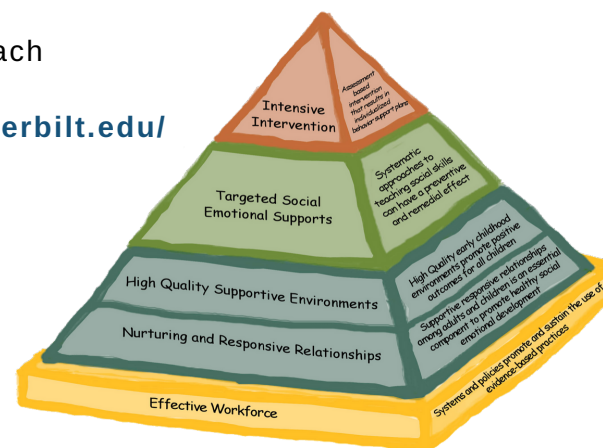 ach
erbilt.edu/
Intensive
Intervention
Assessment
based
intervention
that results in
individualized
behavior support plans
Targeted Social
Emotional Supports
Systematic
approaches to
teaching social skills
can have a preventive
and remedial effect
High Quality Supportive Environments
High Quality early childhood
environments promote positive
outcomes for all children
Nurturing and Responsive Relationships
Supportive responsive relationships
among adults and children is an essential
component to promote healthy social
emotional development
Effective Workforce
Systems and policies promote and sustain the use of
evidence-based practices